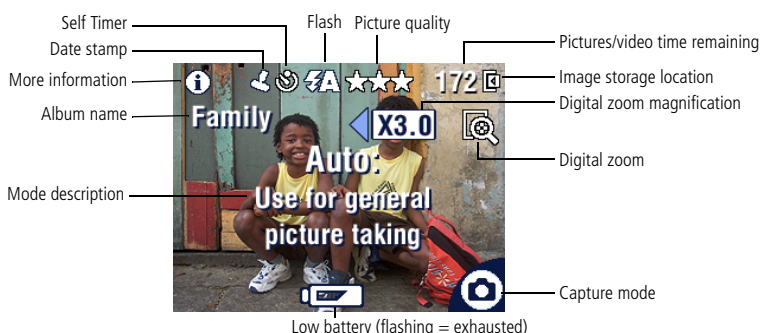 Self Timer
Flash
Picture quality
Date stamp
Pictures/video time remaining
More information
Image storage location
Digital zoom magnification
Album name
Digital zoom
Mode description
Capture mode
Low battery (flashing = exhausted)
172
Family
X3.0
Auto:
Use for general
picture taking